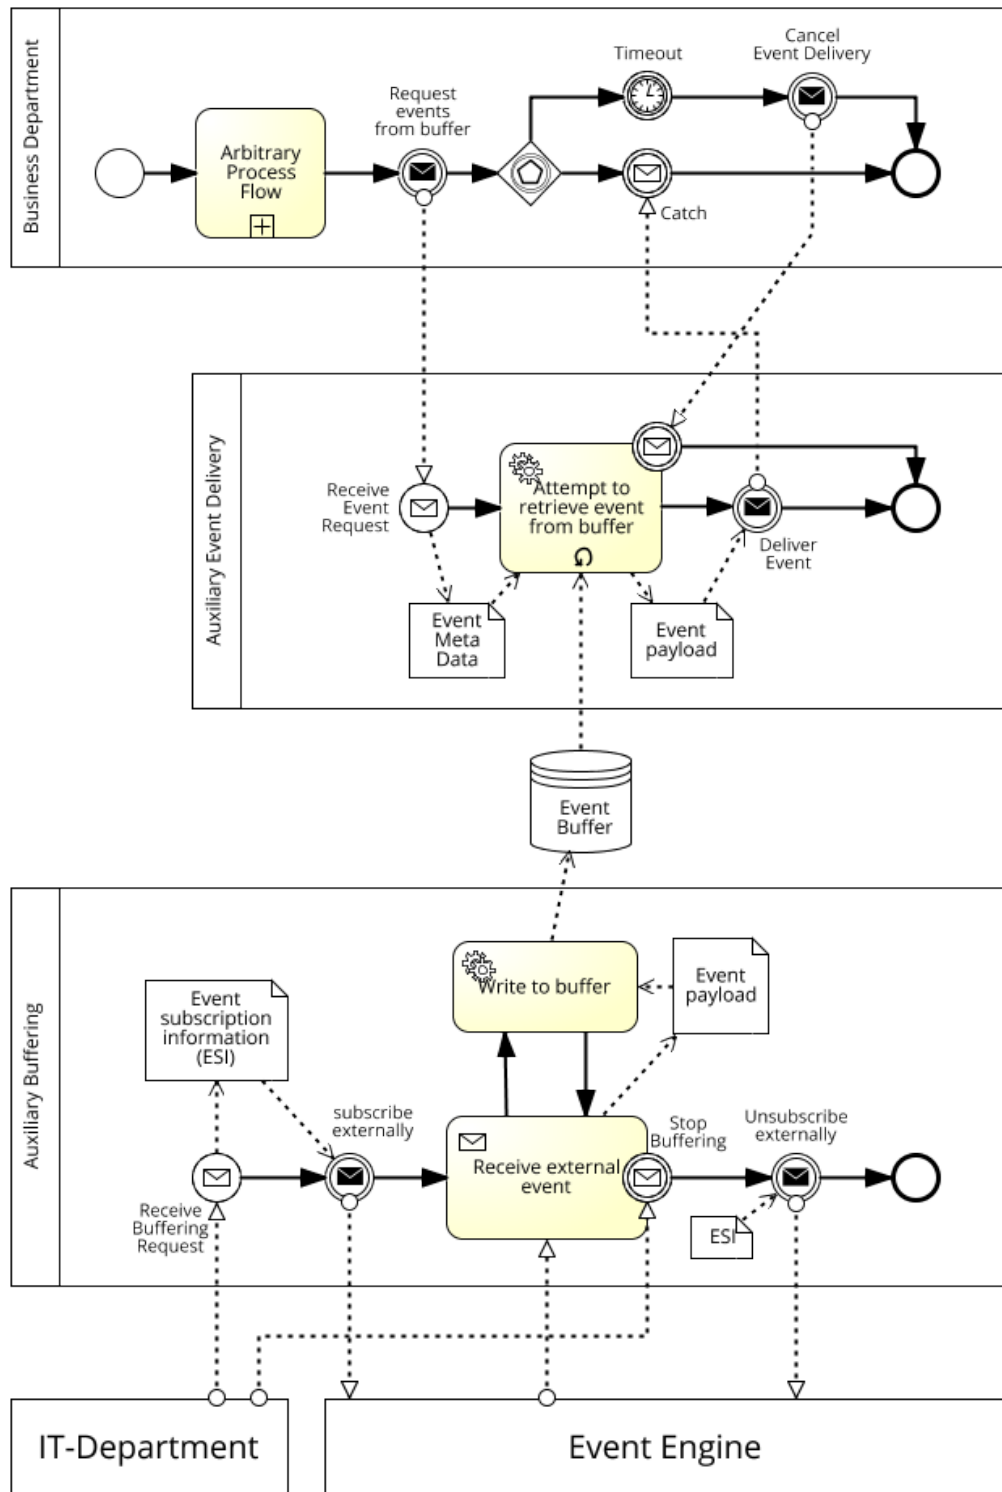 Business Department
Cancel
Event Delivery
Timeout
Request
events
from buffer
Arbitrary
Process
Flow
Catch
Auxiliary Event Delivery
Receive
Event
Request
Attempt to
retrieve event
from buffer
Deliver
Event
Event
Meta
Data
Event
payload
Event
Buffer
Auxiliary Buffering
Write to buffer
Event
payload
Event
subscription
information
(ESI)
subscribe
externally
Stop
Buffering
Unsubscribe
externally
Receive external
event
Receive
Buffering
Request
ESI
IT-Department
Event Engine